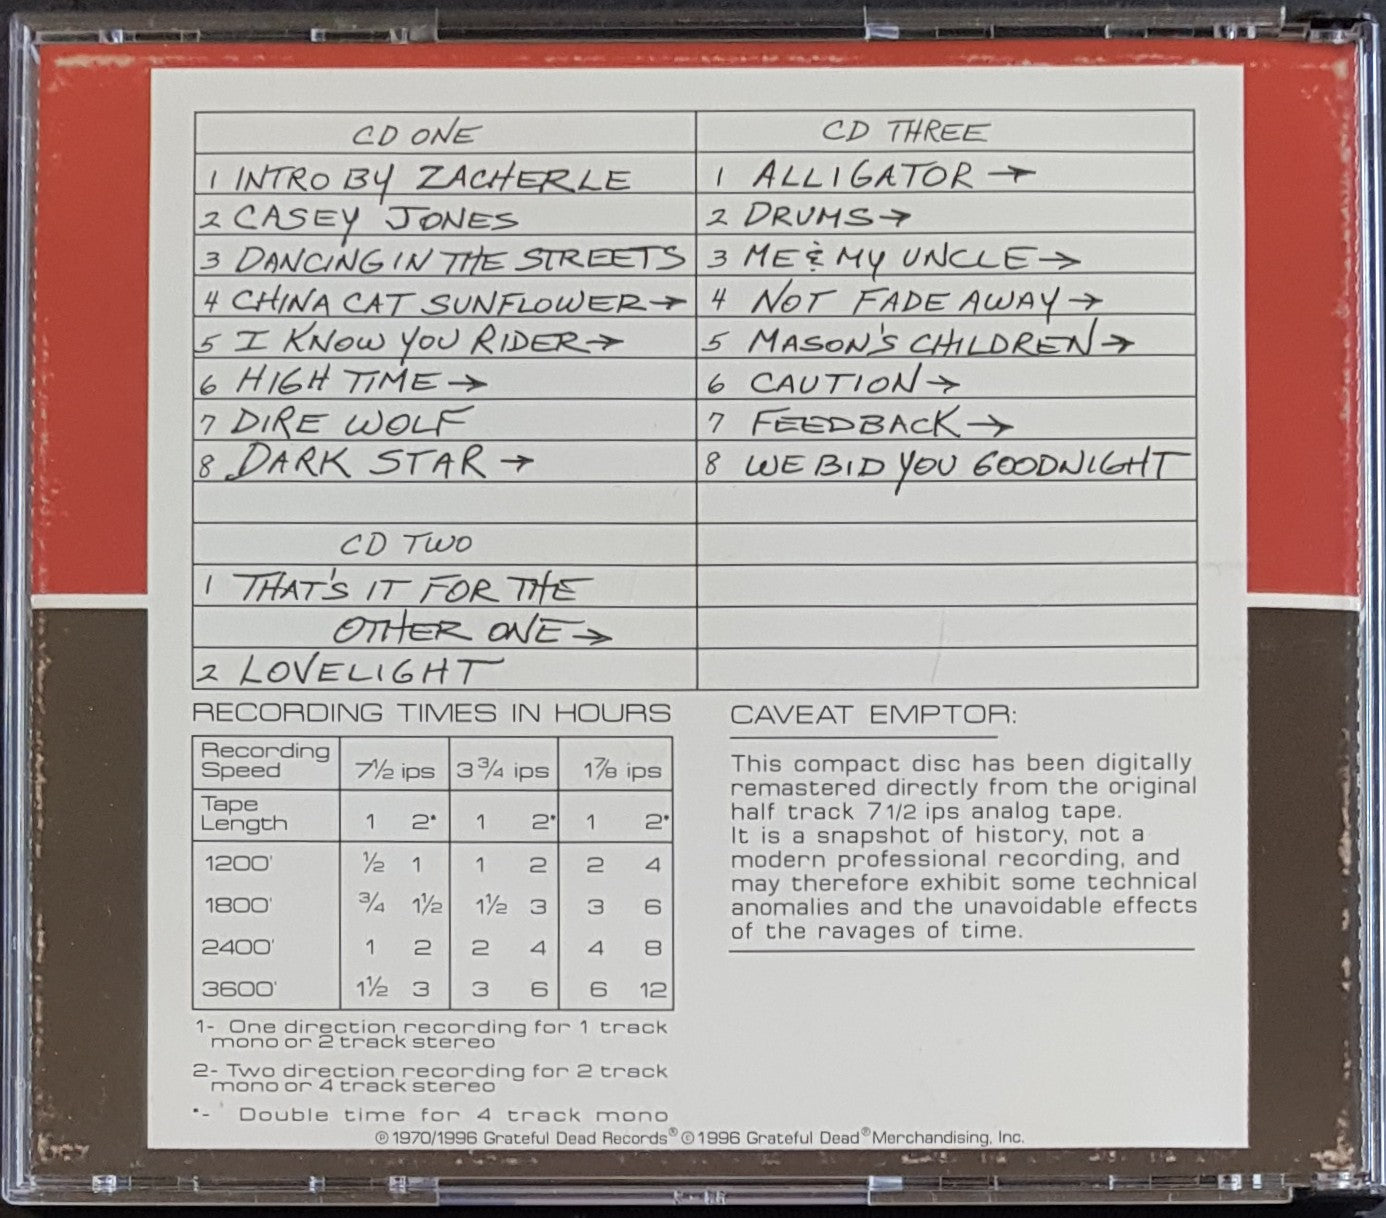 CD ONE
1 INTRO BY ZACHERLE
2 CASEY JONES
3 DANCING IN THE STREETS
4 CHINA CAT SUNFLOWER→
5 I KNOW YOU RIDER→
6 HIGH TIME→
7 DIRE WOLF
8 DARK STAR→
CD TWO
1 THAT'S IT FOR THE
OTHER ONE→
2 LOVELIGHT
CD THREE
1 ALLIGATOR→
2 DRUMS→
3 ME & MY UNCLE→
4 NOT FADE AWAY→
5 MASON'S CHILDREN→
6 CAUTION→
7 FEEDBACK→
8 WE BID YOU GOODNIGHT
RECORDING TIMES IN HOURS
Recording
Speed
7½ ips 3¾ ips 1⅞ ips
Tape
Length
1 2* 1 2* 1 2*
1200' ½ 1 1 2 2 4
1800' ¾ 1½ 1½ 3 3 6
2400' 1 2 2 4 4 8
3600' 1½ 3 3 6 6 12
1- One direction recording for 1 track
mono or 2 track stereo
2- Two direction recording for 2 track
mono or 4 track stereo
*- Double time for 4 track mono
CAVEAT EMPTOR:
This compact disc has been digitally
remastered directly from the original
half track 7 1/2 ips analog tape.
It is a snapshot of history, not a
modern professional recording, and
may therefore exhibit some technical
anomalies and the unavoidable effects
of the ravages of time.
℗1970/1996 Grateful Dead Records® ©1996 Grateful Dead® Merchandising, Inc.